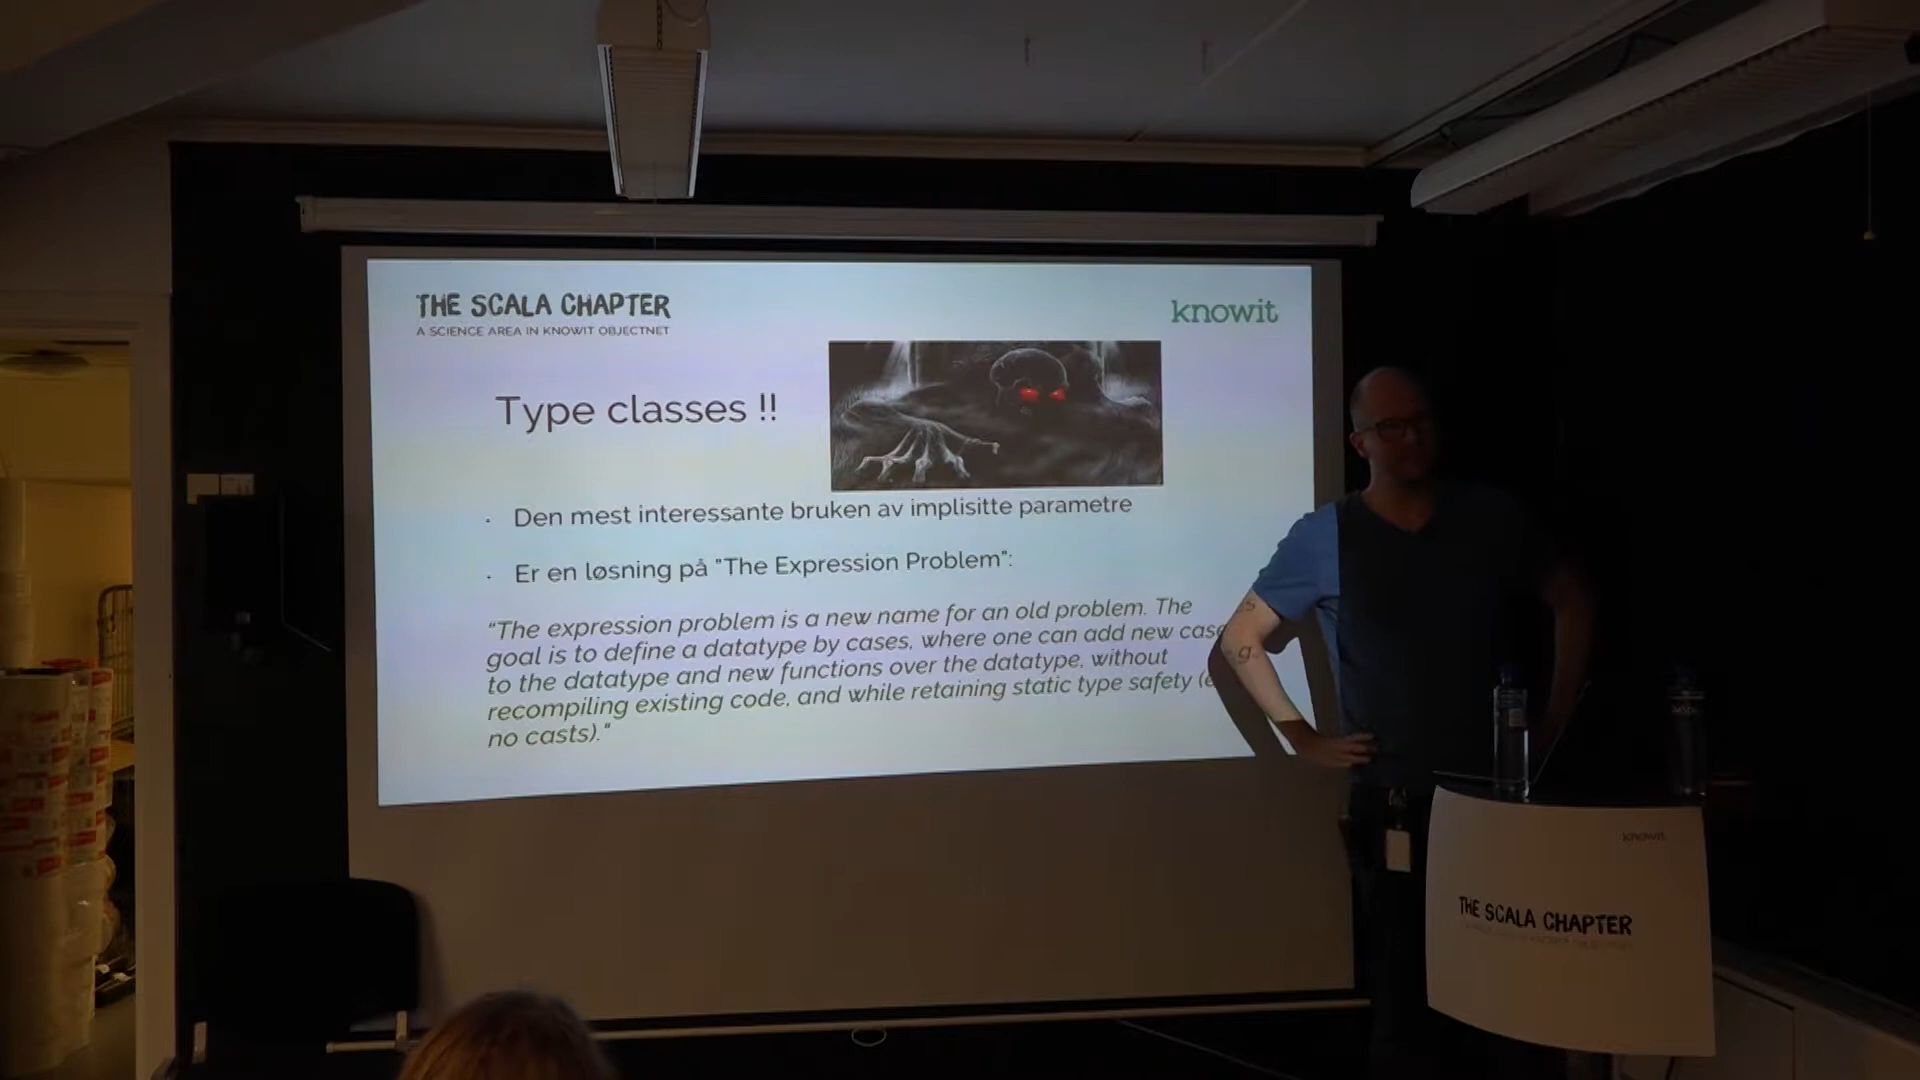 THE SCALA CHAPTER
A SCIENCE AREA IN KNOWIT OBJECTNET
knowit
Type classes !!
· Den mest interessante bruken av implisitte parametre
· Er en løsning på "The Expression Problem":
"The expression problem is a new name for an old problem. The
goal is to define a datatype by cases, where one can add new cases
to the datatype and new functions over the datatype, without
recompiling existing code, and while retaining static type safety (e.g.
no casts)."
knowit
THE SCALA CHAPTER